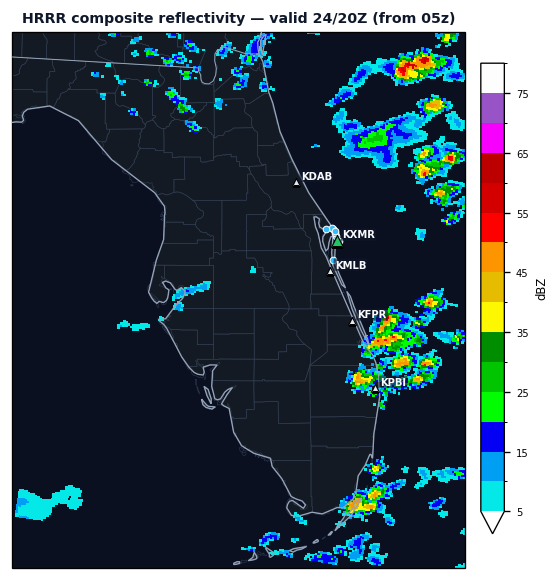 HRRR composite reflectivity — valid 24/20Z (from 05z)
KDAB
KXMR
KMLB
KFPR
KPBI
75
65
55
45
35
25
15
5
dBZ